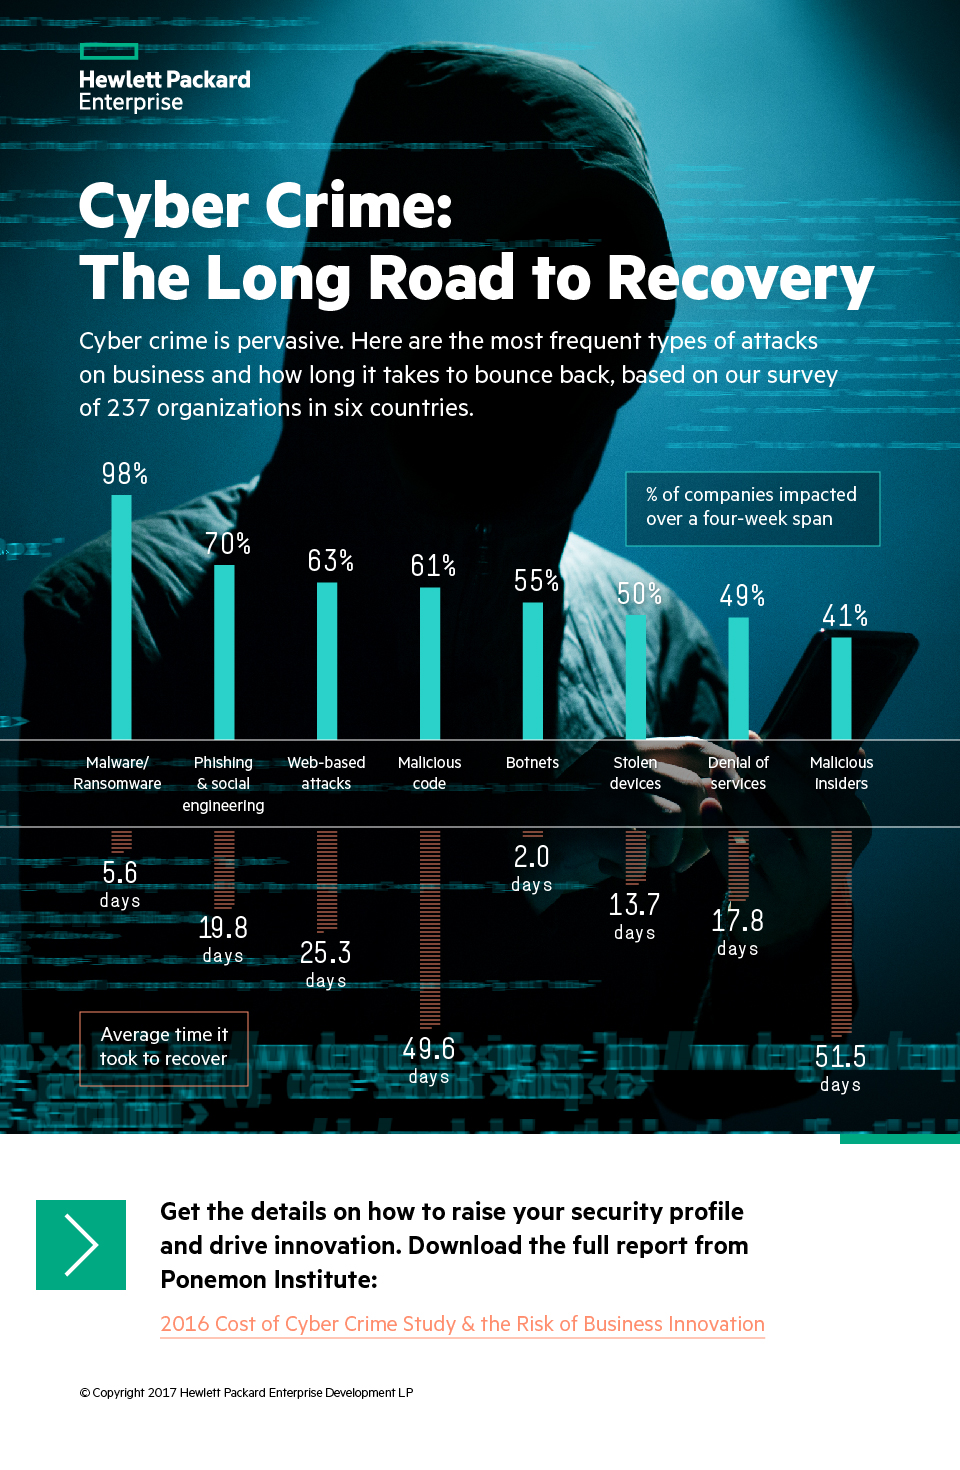 Hewlett Packard
Enterprise
Cyber Crime:
The Long Road to Recovery
Cyber crime is pervasive. Here are the most frequent types of attacks
on business and how long it takes to bounce back, based on our survey
of 237 organizations in six countries.
% of companies impacted
over a four-week span
98%
70%
63%
61%
55%
50%
49%
41%
Malware/
Ransomware
Phishing
& social
engineering
Web-based
attacks
Malicious
code
Botnets
Stolen
devices
Denial of
services
Malicious
insiders
5.6
days
19.8
days
25.3
days
49.6
days
2.0
days
13.7
days
17.8
days
51.5
days
Average time it
took to recover
Get the details on how to raise your security profile
and drive innovation. Download the full report from
Ponemon Institute:
2016 Cost of Cyber Crime Study & the Risk of Business Innovation
© Copyright 2017 Hewlett Packard Enterprise Development LP